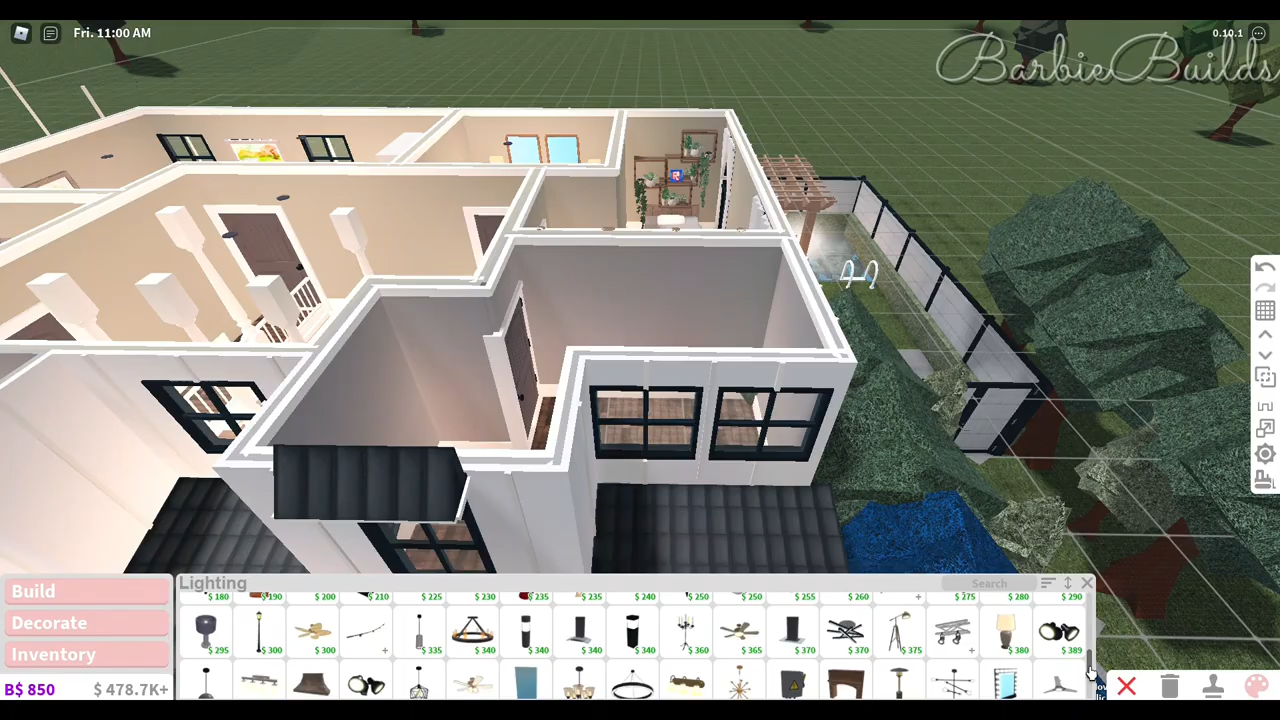 Fri. 11:00 AM
0.10.1
BarbieBuilds
Lighting
Search
$ 180 $ 190 $ 200 $ 210 $ 225 $ 230 $ 235 $ 235 $ 240 $ 250 $ 250 $ 255 $ 260 + $ 275 $ 280 $ 290
Build
Decorate
Inventory
$ 295 $ 300 $ 300 + $ 335 $ 340 $ 340 $ 340 $ 340 $ 360 $ 365 $ 370 $ 370 $ 375 + $ 380 $ 389
B$ 850 $ 478.7K+